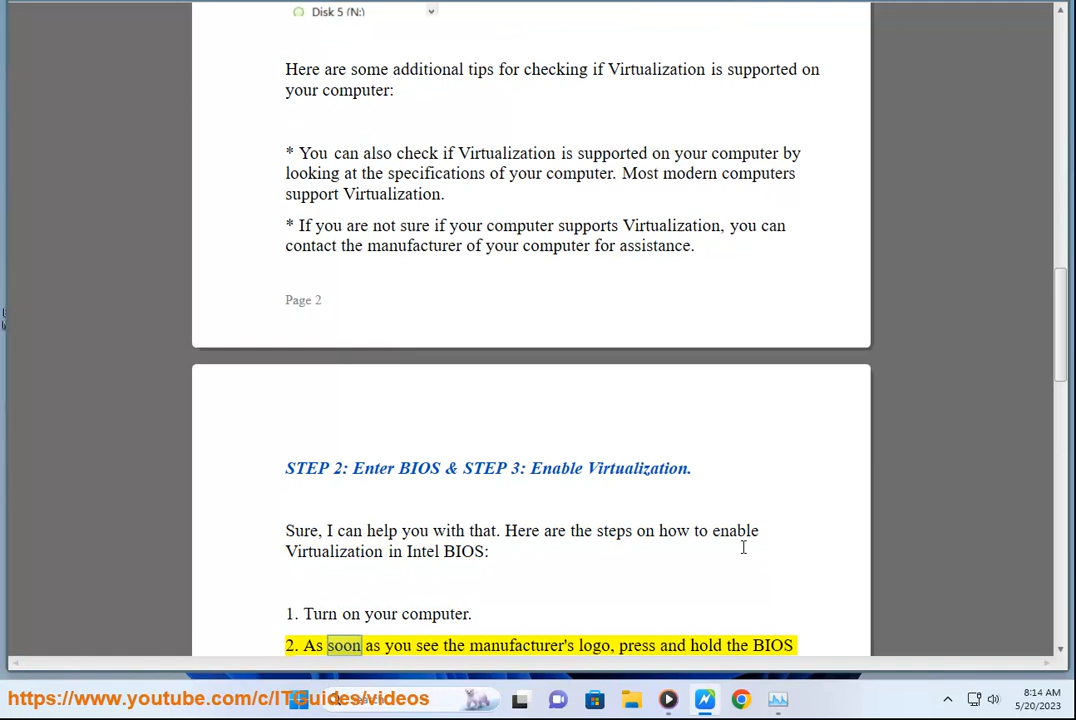 Disk 5 (N:)
Here are some additional tips for checking if Virtualization is supported on
your computer:
* You can also check if Virtualization is supported on your computer by
looking at the specifications of your computer. Most modern computers
support Virtualization.
* If you are not sure if your computer supports Virtualization, you can
contact the manufacturer of your computer for assistance.
Page 2
STEP 2: Enter BIOS & STEP 3: Enable Virtualization.
Sure, I can help you with that. Here are the steps on how to enable
Virtualization in Intel BIOS:
1. Turn on your computer.
2. As soon as you see the manufacturer's logo, press and hold the BIOS
https://www.youtube.com/c/ITGuides/videos
8:14 AM
5/20/2023